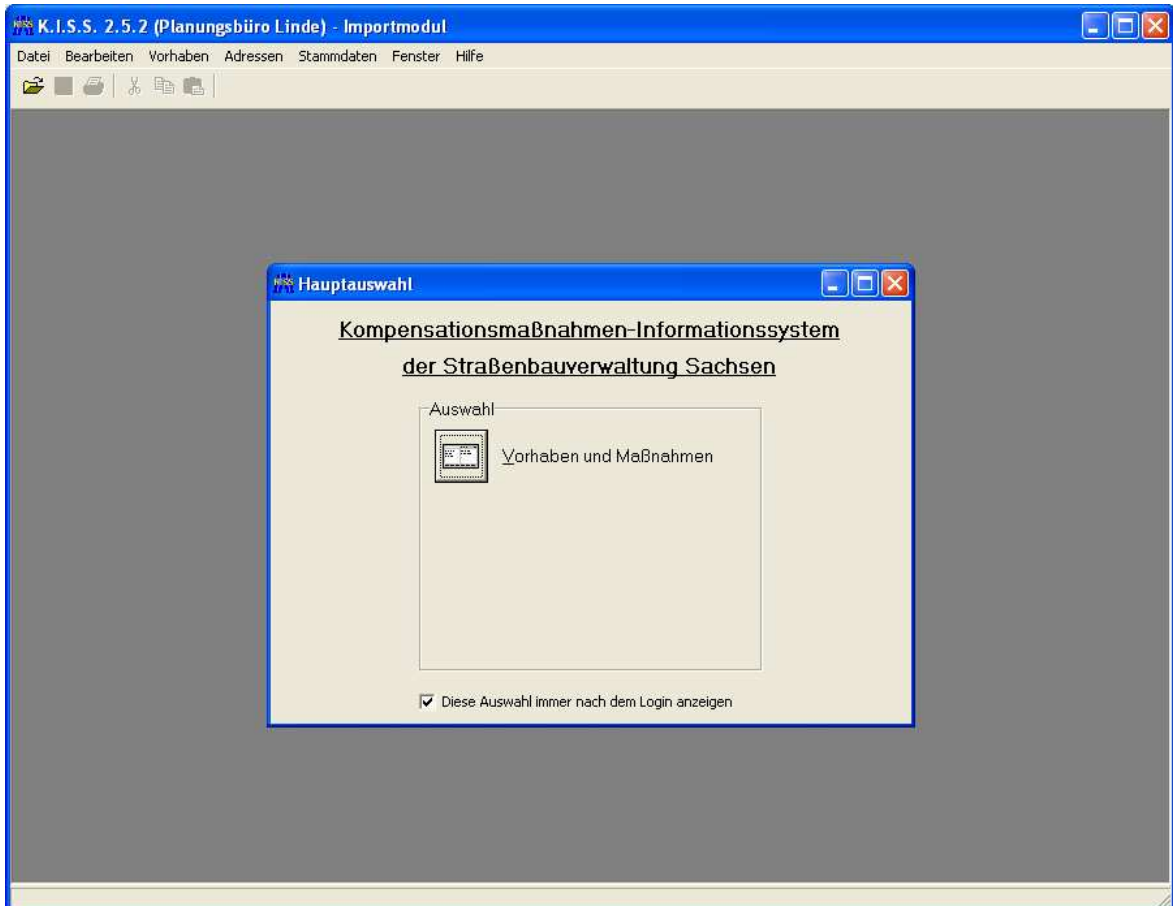 K.I.S.S. 2.5.2 (Planungsbüro Linde) - Importmodul
Datei Bearbeiten Vorhaben Adressen Stammdaten Fenster Hilfe
Hauptauswahl
Kompensationsmaßnahmen-Informationssystem
der Straßenbauverwaltung Sachsen
Auswahl
Vorhaben und Maßnahmen
Diese Auswahl immer nach dem Login anzeigen